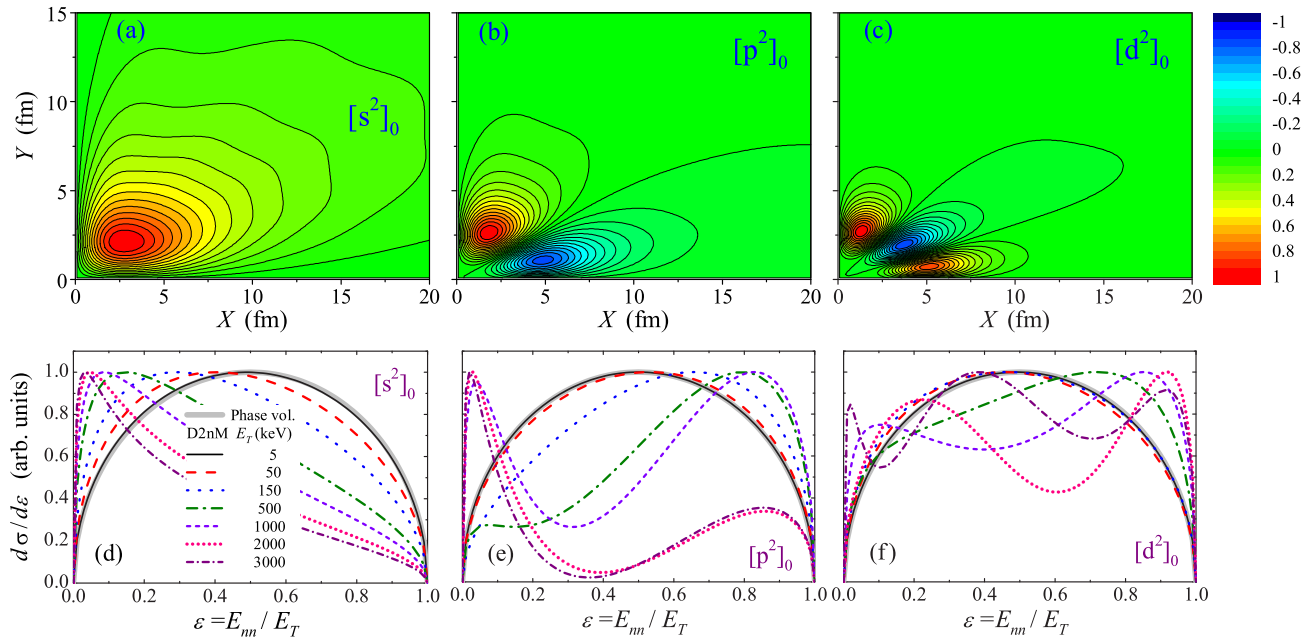 (a)
[s²]₀
Y (fm)
15
10
5
0
0 5 10 15 20
X (fm)
(b)
[p²]₀
0 5 10 15 20
X (fm)
(c)
[d²]₀
0 5 10 15 20
X (fm)
-1
-0.8
-0.6
-0.4
-0.2
0
0.2
0.4
0.6
0.8
1
dσ/dε (arb. units)
1.0
0.8
0.6
0.4
0.2
0.0
[s²]₀
Phase vol.
D2nM E_T (keV)
5
50
150
500
1000
2000
3000
(d)
0.0 0.2 0.4 0.6 0.8 1.0
ε = E_nn / E_T
(e)
[p²]₀
0.0 0.2 0.4 0.6 0.8 1.0
ε = E_nn / E_T
(f)
[d²]₀
0.0 0.2 0.4 0.6 0.8 1.0
ε = E_nn / E_T